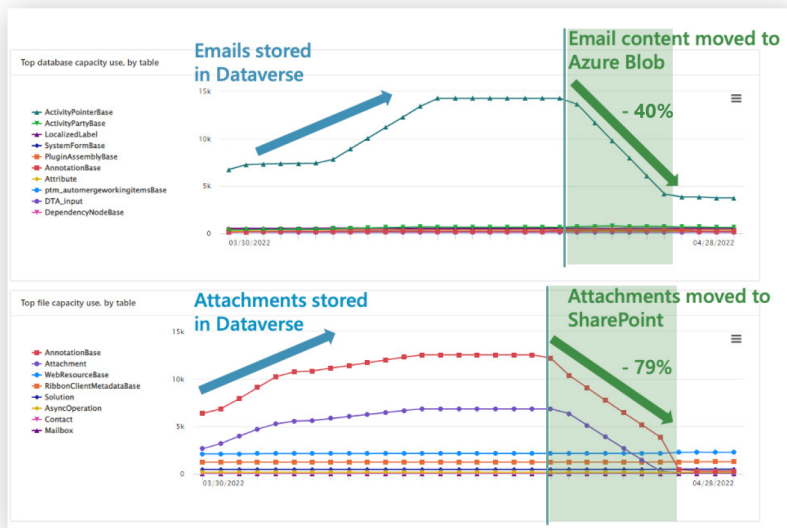 Emails stored
in Dataverse
Email content moved to
Azure Blob
Top database capacity use, by table
ActivityPointerBase
ActivityPartyBase
LocalizedLabel
SystemFormBase
PluginAssemblyBase
AnnotationBase
Attribute
ptm_automergeworkingitemsBase
DTA_input
DependencyNodeBase
15k
10k
5k
0
- 40%
03/30/2022
04/28/2022
Top file capacity use, by table
Attachments stored
in Dataverse
Attachments moved to
SharePoint
AnnotationBase
Attachment
WebResourceBase
RibbonClientMetadataBase
Solution
AsyncOperation
Contact
Mailbox
15k
10k
5k
0
- 79%
03/30/2022
04/28/2022